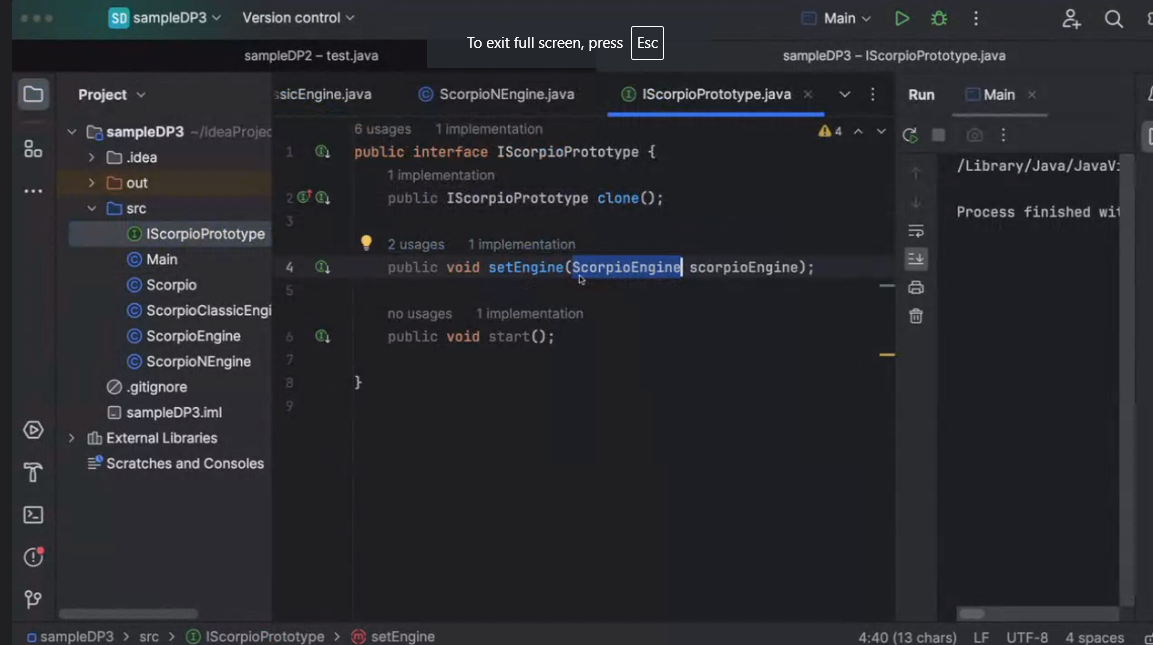 SD sampleDP3 Version control Main
To exit full screen, press Esc
sampleDP2 – test.java sampleDP3 – IScorpioPrototype.java
Project
sicEngine.java ScorpioNEngine.java IScorpioPrototype.java
Run Main
sampleDP3 ~/IdeaProjec
.idea
out
src
IScorpioPrototype
Main
Scorpio
ScorpioClassicEngi
ScorpioEngine
ScorpioNEngine
.gitignore
sampleDP3.iml
External Libraries
Scratches and Consoles
6 usages 1 implementation
4
1 public interface IScorpioPrototype {
1 implementation
2 public IScorpioPrototype clone();
3
2 usages 1 implementation
4 public void setEngine(ScorpioEngine scorpioEngine);
5
no usages 1 implementation
6 public void start();
7
8 }
9
/Library/Java/JavaVi
Process finished wit
sampleDP3 > src > IScorpioPrototype > setEngine
4:40 (13 chars) LF UTF-8 4 spaces